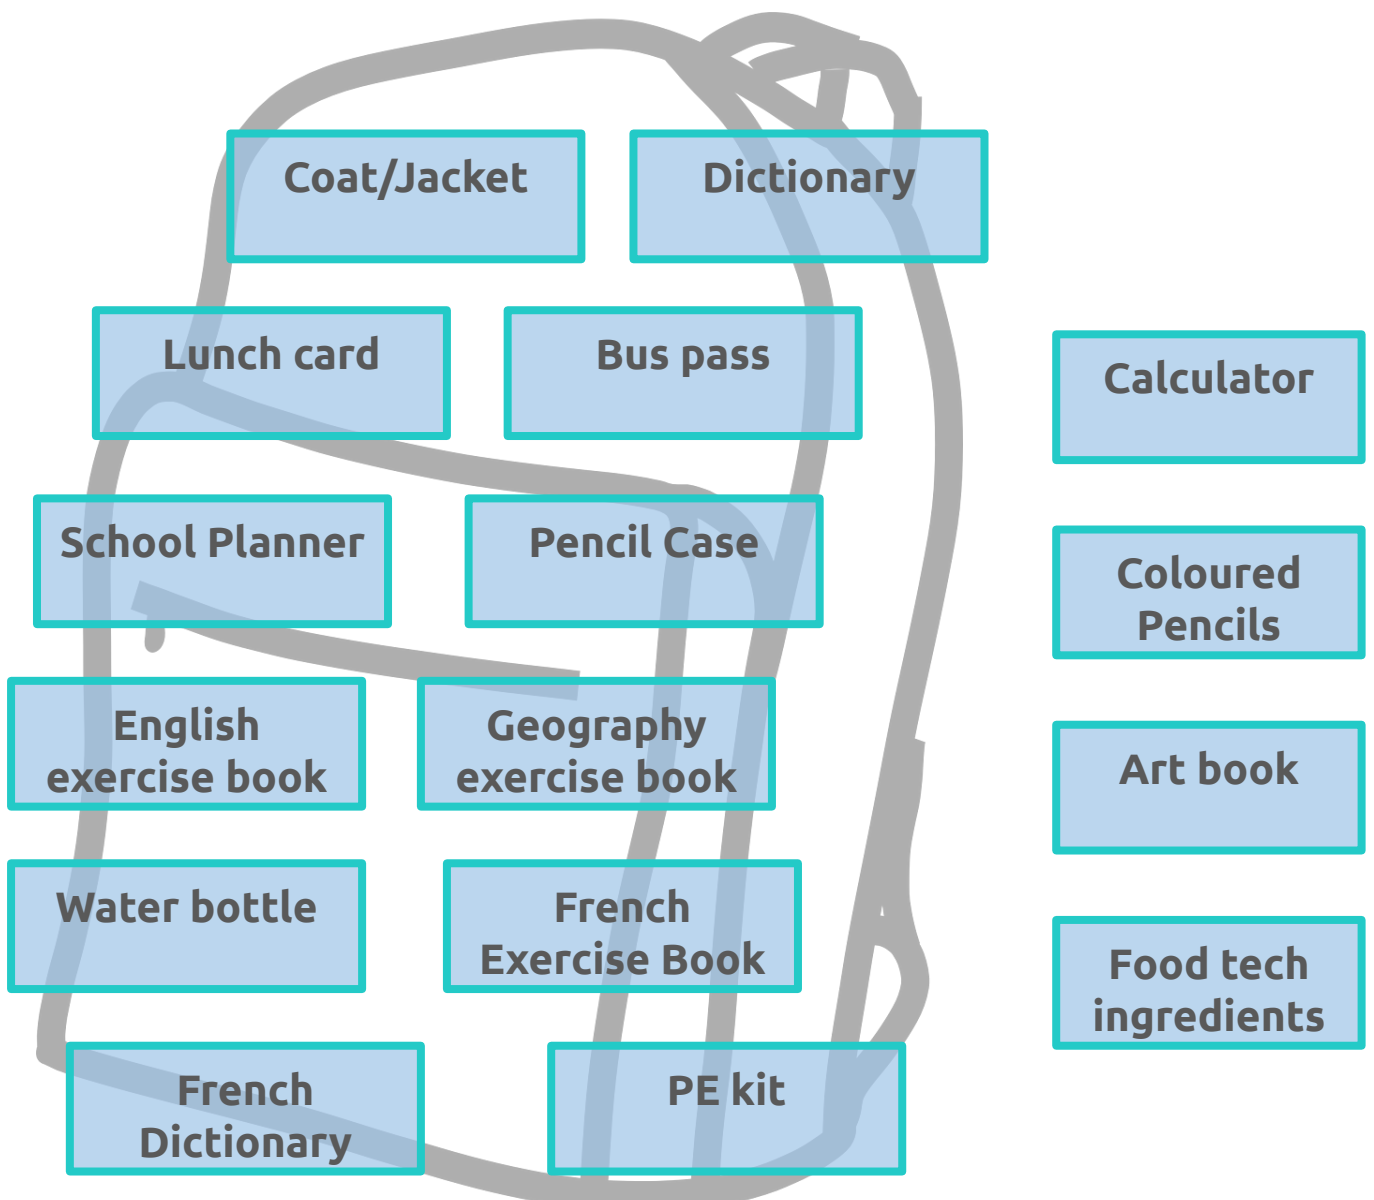 Coat/Jacket
Dictionary
Lunch card
Bus pass
Calculator
School Planner
Pencil Case
Coloured
Pencils
English
exercise book
Geography
exercise book
Art book
Water bottle
French
Exercise Book
Food tech
ingredients
French
Dictionary
PE kit